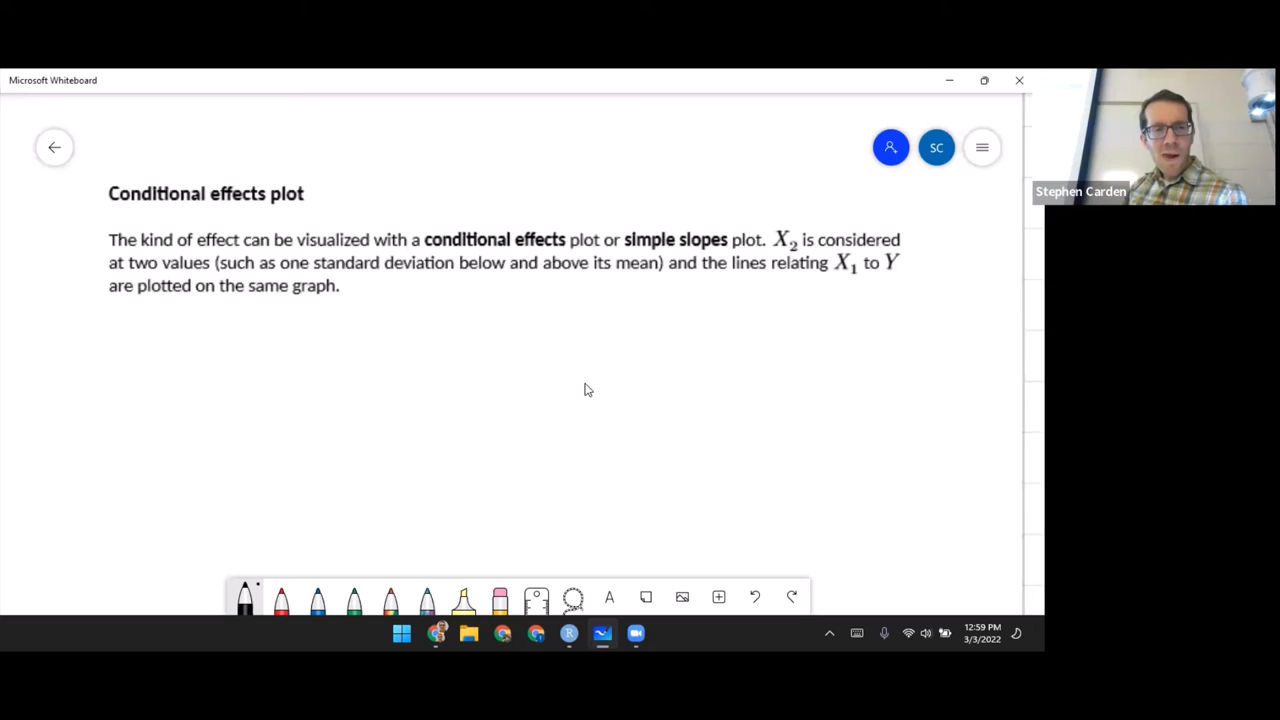 Microsoft Whiteboard
SC
Stephen Carden
Conditional effects plot
The kind of effect can be visualized with a conditional effects plot or simple slopes plot. X₂ is considered
at two values (such as one standard deviation below and above its mean) and the lines relating X₁ to Y
are plotted on the same graph.
A
R
12:59 PM
3/3/2022